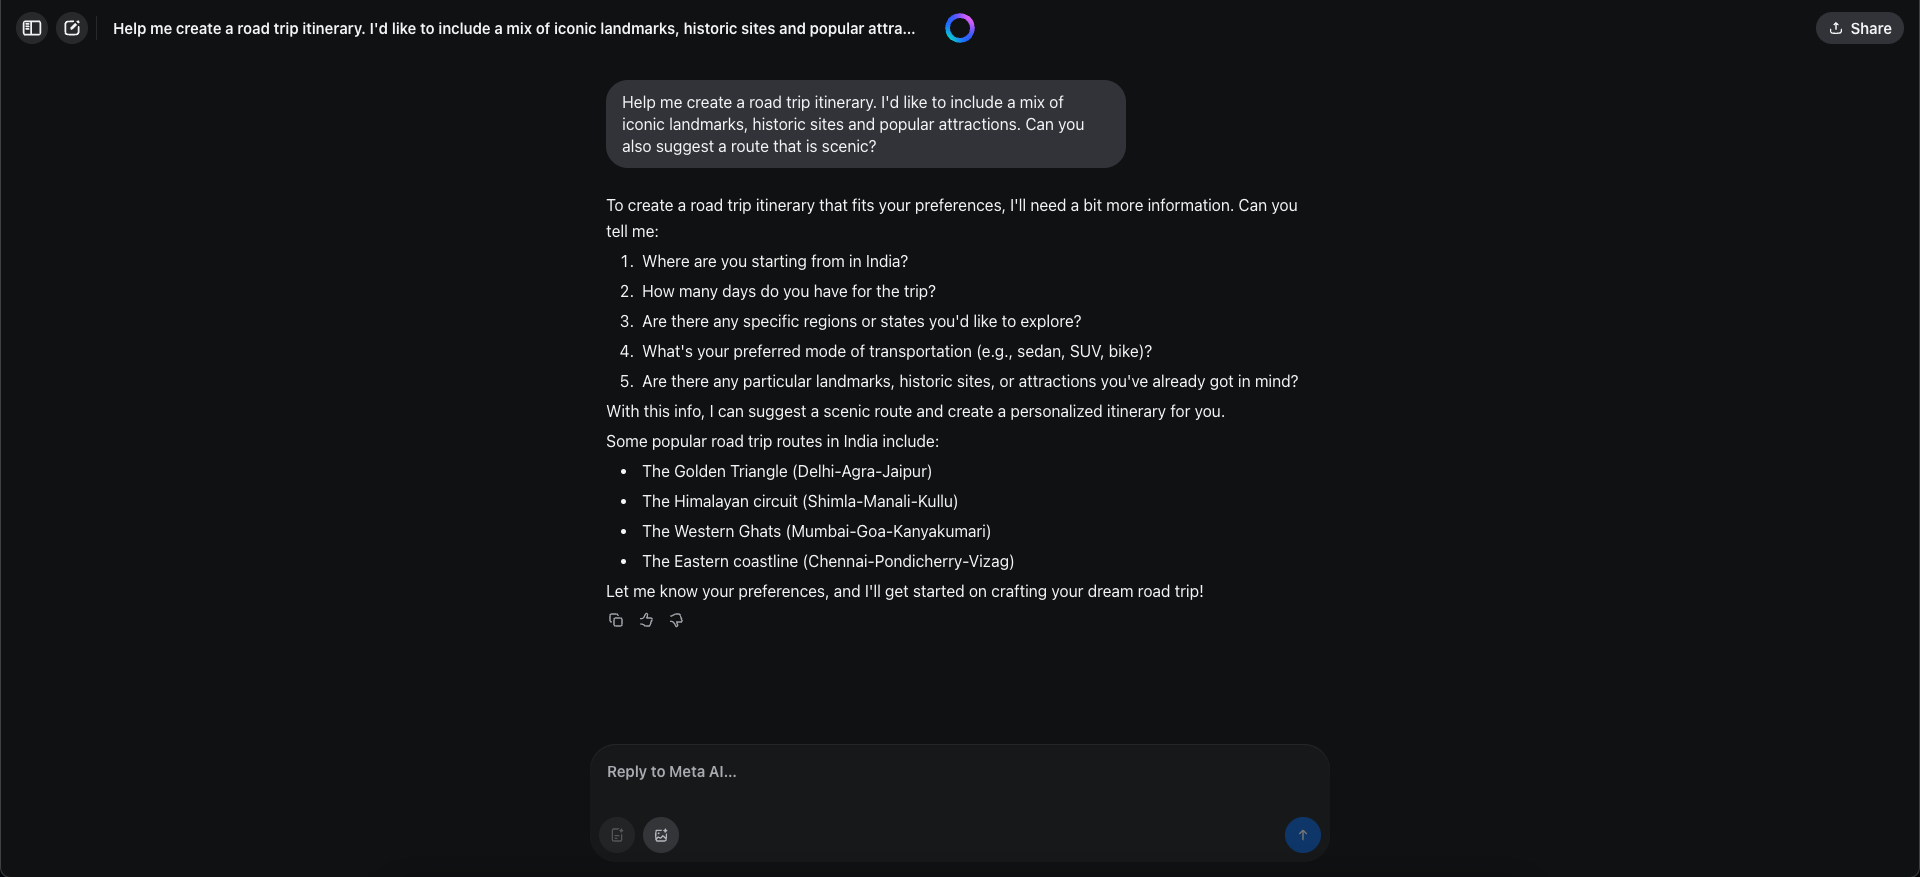 Help me create a road trip itinerary. I'd like to include a mix of iconic landmarks, historic sites and popular attra...
Share
Help me create a road trip itinerary. I'd like to include a mix of
iconic landmarks, historic sites and popular attractions. Can you
also suggest a route that is scenic?
To create a road trip itinerary that fits your preferences, I'll need a bit more information. Can you
tell me:
1. Where are you starting from in India?
2. How many days do you have for the trip?
3. Are there any specific regions or states you'd like to explore?
4. What's your preferred mode of transportation (e.g., sedan, SUV, bike)?
5. Are there any particular landmarks, historic sites, or attractions you've already got in mind?
With this info, I can suggest a scenic route and create a personalized itinerary for you.
Some popular road trip routes in India include:
• The Golden Triangle (Delhi-Agra-Jaipur)
• The Himalayan circuit (Shimla-Manali-Kullu)
• The Western Ghats (Mumbai-Goa-Kanyakumari)
• The Eastern coastline (Chennai-Pondicherry-Vizag)
Let me know your preferences, and I'll get started on crafting your dream road trip!
Reply to Meta AI...